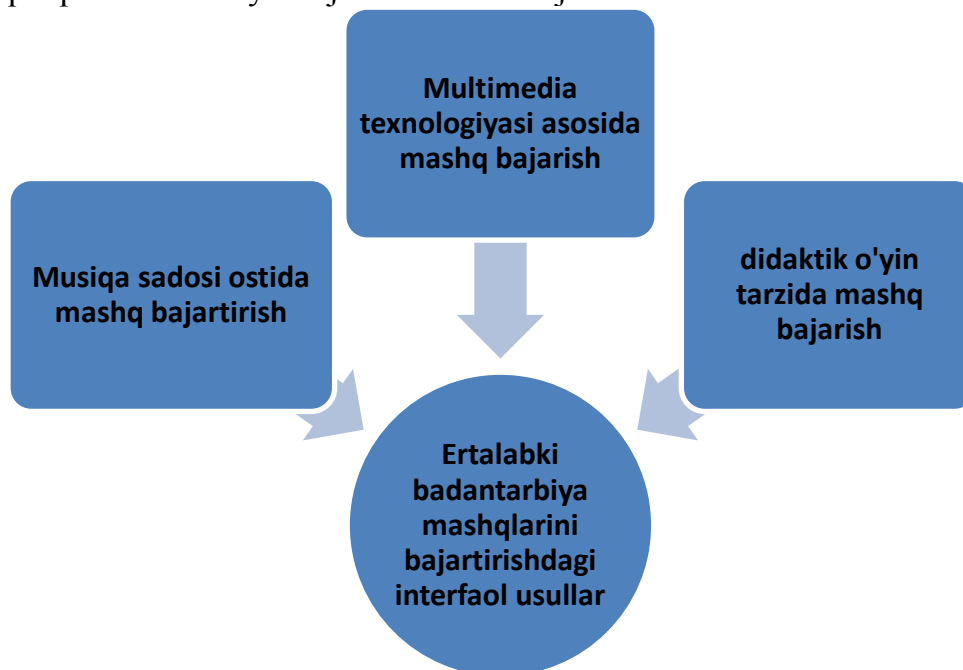 Multimedia
texnologiyasi asosida
mashq bajarish
Musiqa sadosi ostida
mashq bajartirish
didaktik o'yin
tarzida mashq
bajarish
Ertalabki
badantarbiya
mashqlarini
bajartirishdagi
interfaol usullar